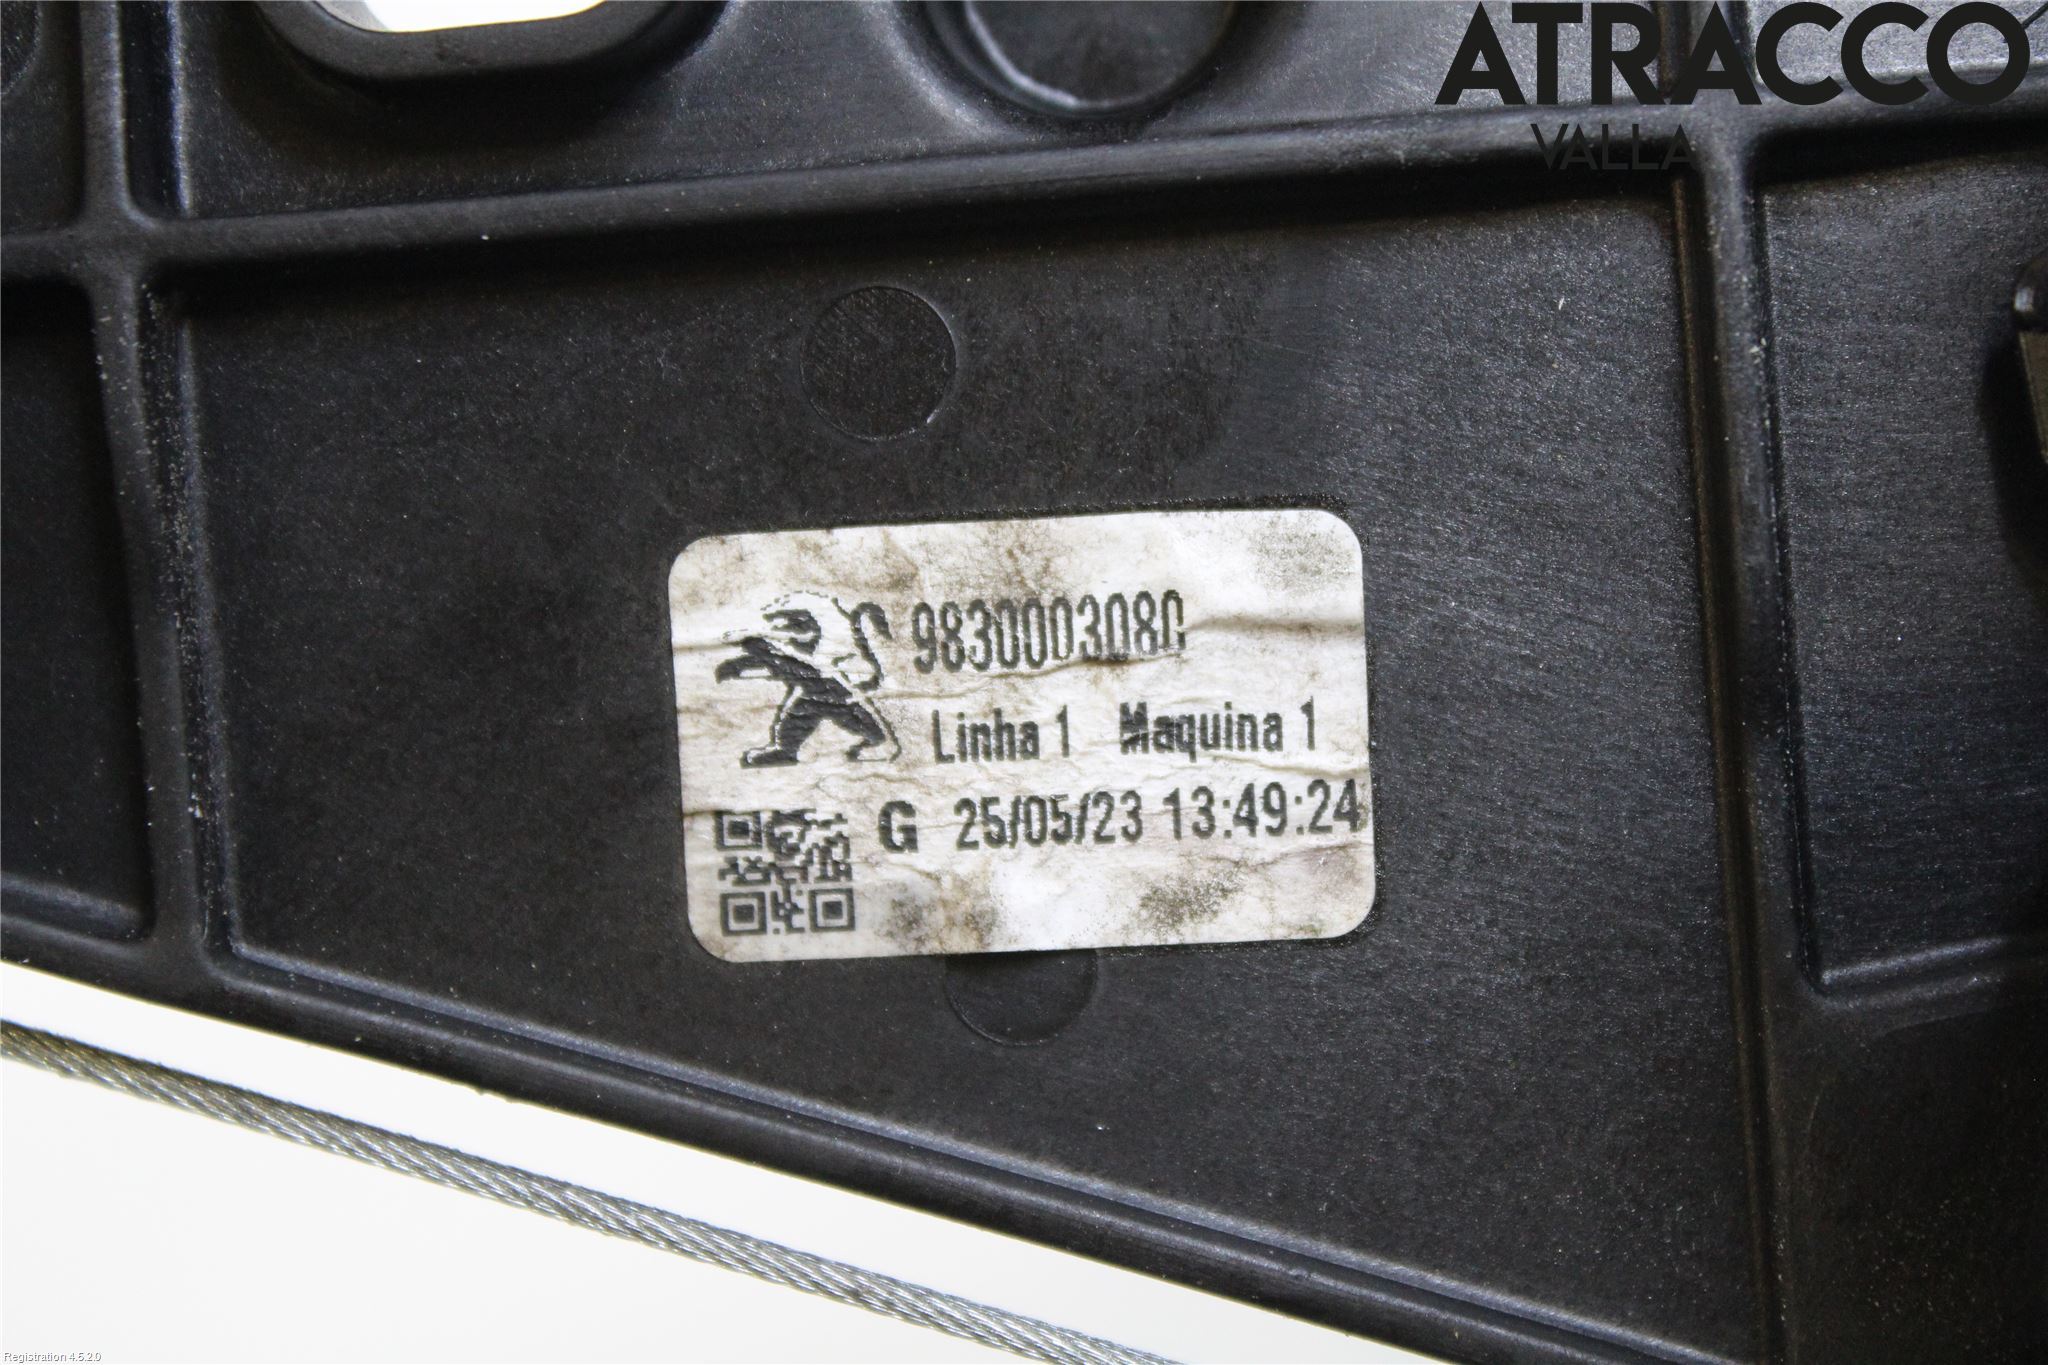 ATRACCO
VALLA
9830003080
Linha 1 Maquina 1
G 25/05/23 13:49:24
Registration 4.5.2.0